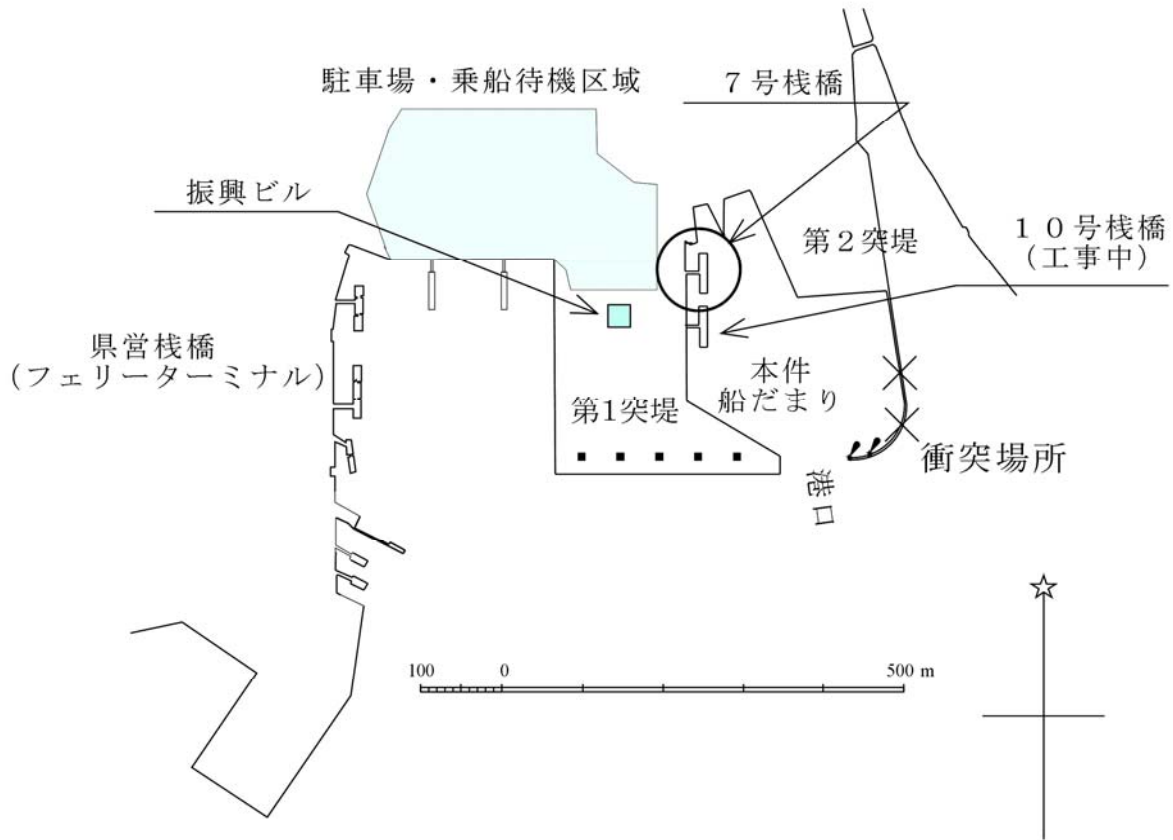 駐車場・乗船待機区域
7号桟橋
振興ビル
第2突堤
10号桟橋
(工事中)
県営桟橋
(フェリーターミナル)
本件
船だまり
第1突堤
衝突場所
港口
100 0 500 m